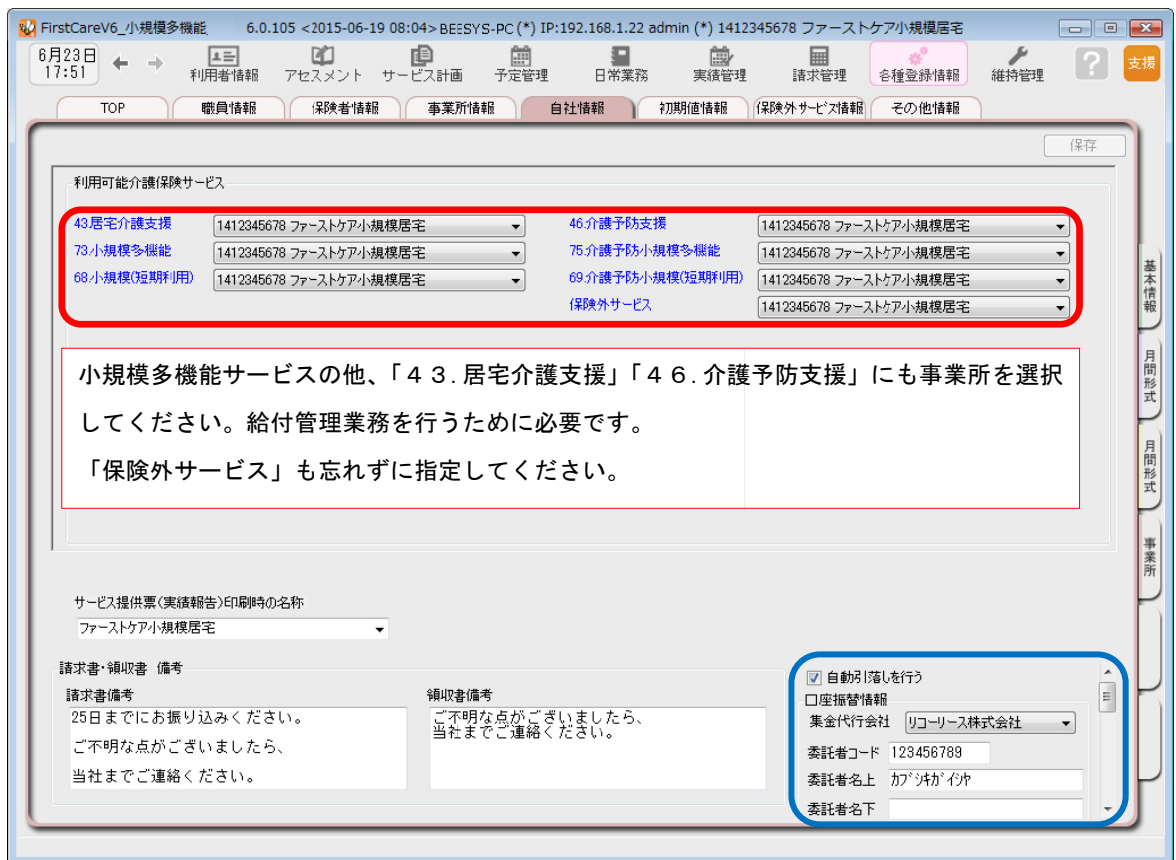 FirstCareV6_小規模多機能 6.0.105 <2015-06-19 08:04> BEESYS-PC (*) IP:192.168.1.22 admin (*) 1412345678 ファーストケア小規模居宅
6月23日
17:51
利用者情報 アセスメント サービス計画 予定管理 日常業務 実績管理 請求管理 各種登録情報 維持管理 ? 支援
TOP 職員情報 保険者情報 事業所情報 自社情報 初期値情報 保険外サービス情報 その他情報
保存
利用可能介護保険サービス
43.居宅介護支援 1412345678 ファーストケア小規模居宅 46.介護予防支援 1412345678 ファーストケア小規模居宅
73.小規模多機能 1412345678 ファーストケア小規模居宅 75.介護予防小規模多機能 1412345678 ファーストケア小規模居宅
68.小規模(短期利用) 1412345678 ファーストケア小規模居宅 69.介護予防小規模(短期利用) 1412345678 ファーストケア小規模居宅
保険外サービス 1412345678 ファーストケア小規模居宅
小規模多機能サービスの他、「４３.居宅介護支援」「４６.介護予防支援」にも事業所を選択
してください。給付管理業務を行うために必要です。
「保険外サービス」も忘れずに指定してください。
基本情報
月間形式
月間形式
事業所
サービス提供票(実績報告)印刷時の名称
ファーストケア小規模居宅
請求書・領収書 備考
請求書備考
25日までにお振り込みください。
ご不明な点がございましたら、
当社までご連絡ください。
領収書備考
ご不明な点がございましたら、
当社までご連絡ください。
自動引落しを行う
口座振替情報
集金代行会社 リコーリース株式会社
委託者コード 123456789
委託者名上 ｶﾌﾞｼｷｶﾞｲｼﾔ
委託者名下